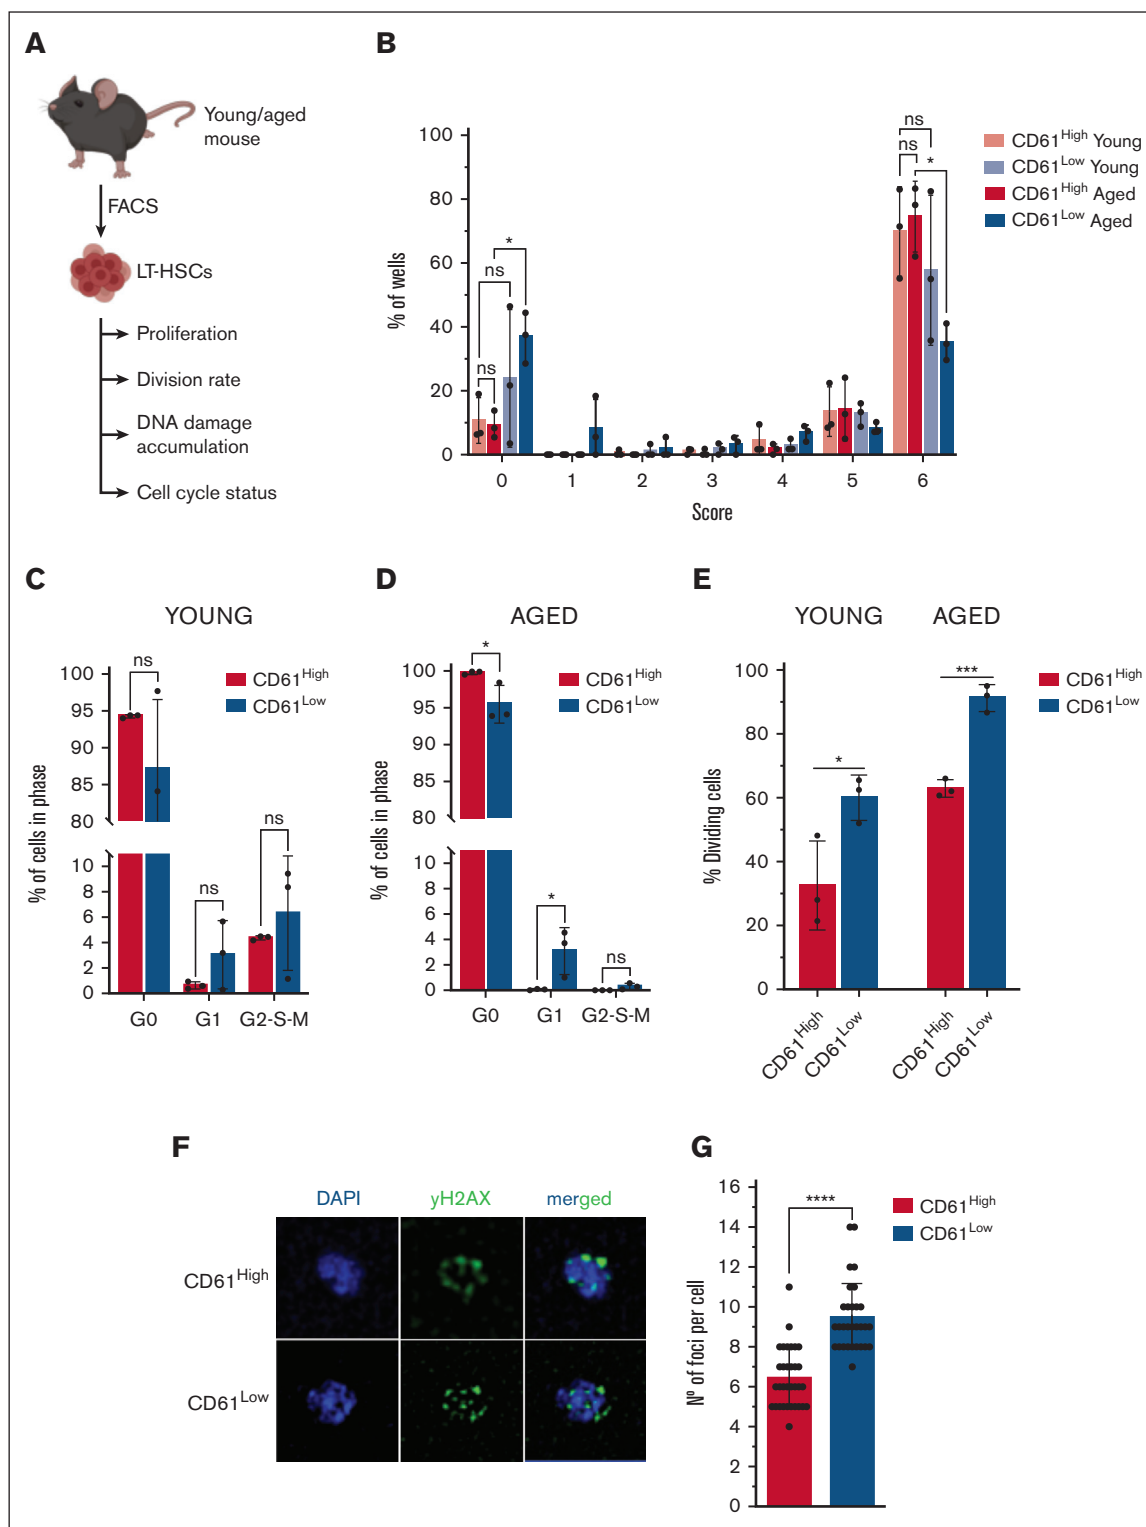 A
Young/aged
mouse
FACS
LT-HSCs
Proliferation
Division rate
DNA damage
accumulation
Cell cycle status
B
% of wells
100
80
60
40
20
0
ns
ns
*
ns
ns
*
0 1 2 3 4 5 6
Score
CD61High Young
CD61Low Young
CD61High Aged
CD61Low Aged
C
YOUNG
% of cells in phase
100
95
90
85
80
10
8
6
4
2
0
ns
ns
ns
G0 G1 G2-S-M
CD61High
CD61Low
D
AGED
% of cells in phase
100
95
90
85
80
10
8
6
4
2
0
*
*
ns
G0 G1 G2-S-M
CD61High
CD61Low
E
YOUNG AGED
% Dividing cells
100
80
60
40
20
0
*
***
CD61High
CD61Low
CD61High
CD61Low
CD61High
CD61Low
F
DAPI yH2AX merged
CD61High
CD61Low
G
Nº of foci per cell
16
14
12
10
8
6
4
2
0
****
CD61High
CD61Low